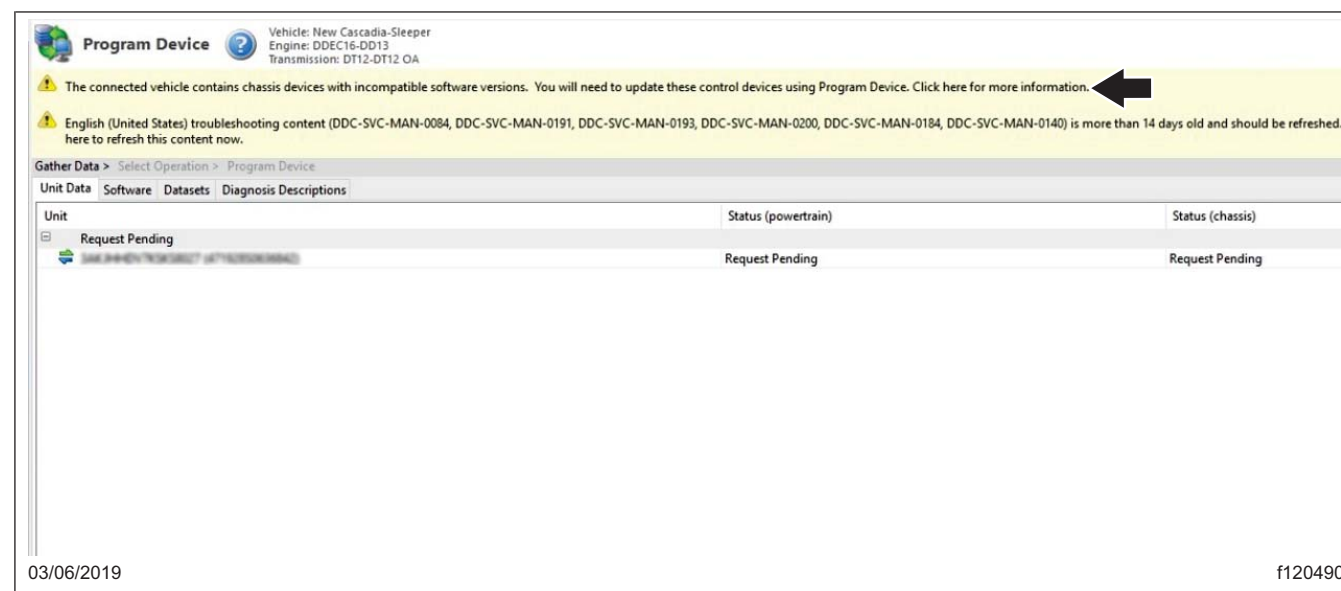 Program Device
Vehicle: New Cascadia-Sleeper
Engine: DDEC16-DD13
Transmission: DT12-DT12 OA
The connected vehicle contains chassis devices with incompatible software versions. You will need to update these control devices using Program Device. Click here for more information.
English (United States) troubleshooting content (DDC-SVC-MAN-0084, DDC-SVC-MAN-0191, DDC-SVC-MAN-0193, DDC-SVC-MAN-0200, DDC-SVC-MAN-0184, DDC-SVC-MAN-0140) is more than 14 days old and should be refreshed.
here to refresh this content now.
Gather Data > Select Operation > Program Device
Unit Data Software Datasets Diagnosis Descriptions
Unit Status (powertrain) Status (chassis)
Request Pending
Request Pending Request Pending
03/06/2019 f120490